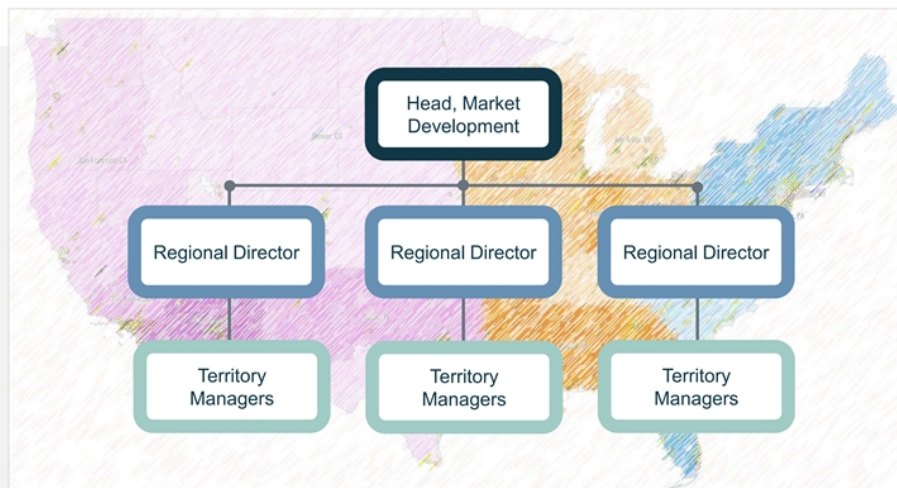 Head, Market
Development
Regional Director
Regional Director
Regional Director
Territory
Managers
Territory
Managers
Territory
Managers